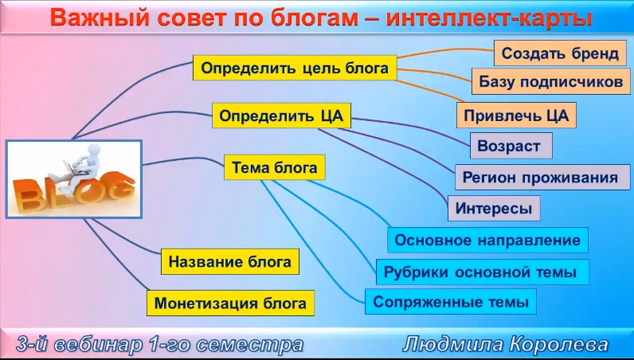 Важный совет по блогам – интеллект-карты
Определить цель блога
Создать бренд
Базу подписчиков
Привлечь ЦА
Определить ЦА
Возраст
Регион проживания
Интересы
Тема блога
Основное направление
Рубрики основной темы
Сопряженные темы
BLOG
Название блога
Монетизация блога
3-й вебинар 1-го семестра
Людмила Королева